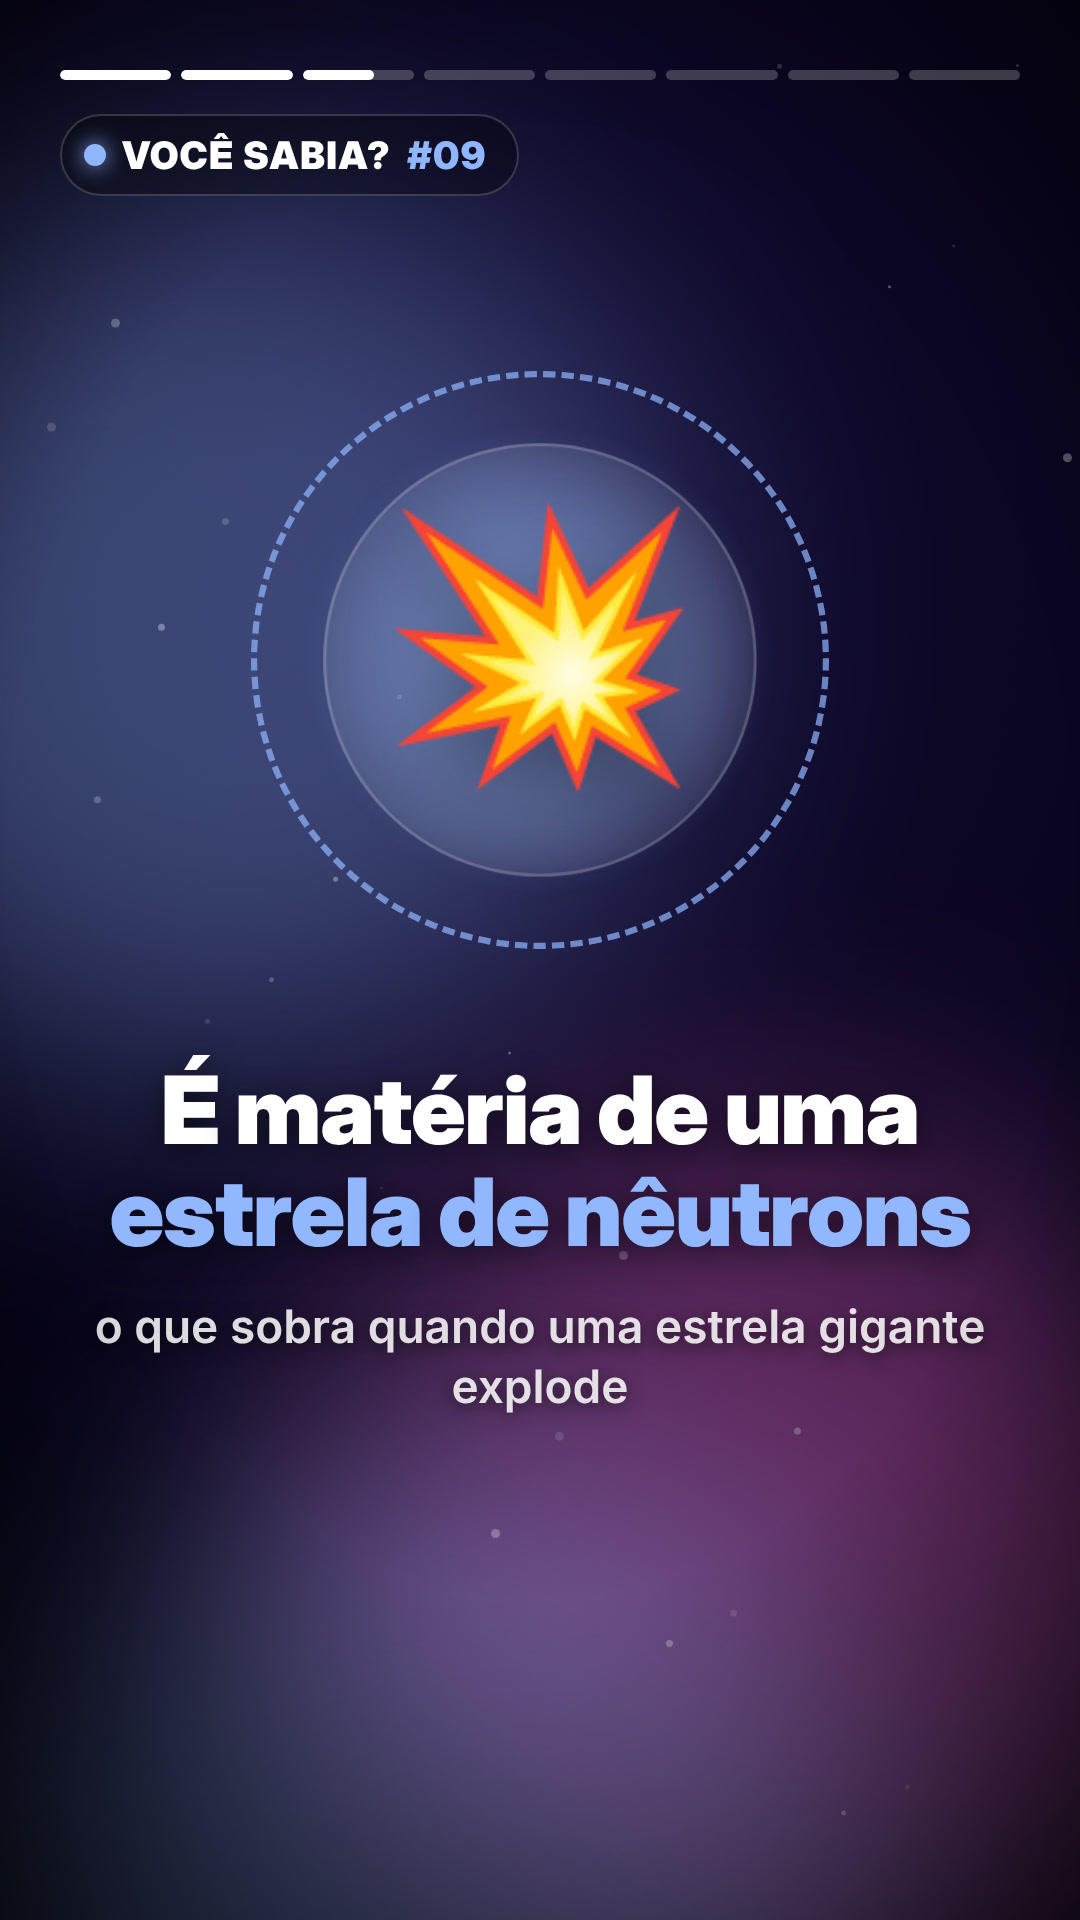 VOCÊ SABIA? #09
É matéria de uma
estrela de nêutrons
o que sobra quando uma estrela gigante
explode